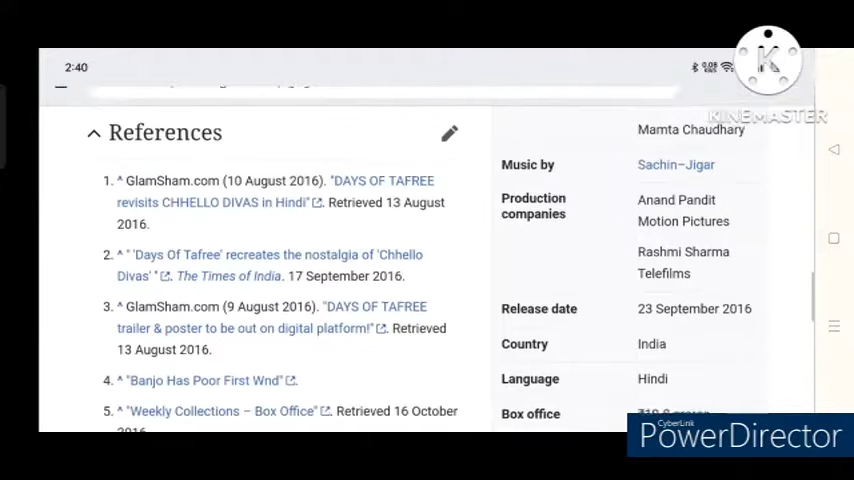 2:40
KINEMASTER
References
1. ^ GlamSham.com (10 August 2016). "DAYS OF TAFREE
revisits CHHELLO DIVAS in Hindi". Retrieved 13 August
2016.
2. ^ " 'Days Of Tafree' recreates the nostalgia of 'Chhello
Divas' ". The Times of India. 17 September 2016.
3. ^ GlamSham.com (9 August 2016). "DAYS OF TAFREE
trailer & poster to be out on digital platform!". Retrieved
13 August 2016.
4. ^ "Banjo Has Poor First Wnd".
5. ^ "Weekly Collections – Box Office". Retrieved 16 October
2016.
Mamta Chaudhary
Music by Sachin–Jigar
Production companies Anand Pandit
Motion Pictures
Rashmi Sharma
Telefilms
Release date 23 September 2016
Country India
Language Hindi
Box office
CyberLink
PowerDirector